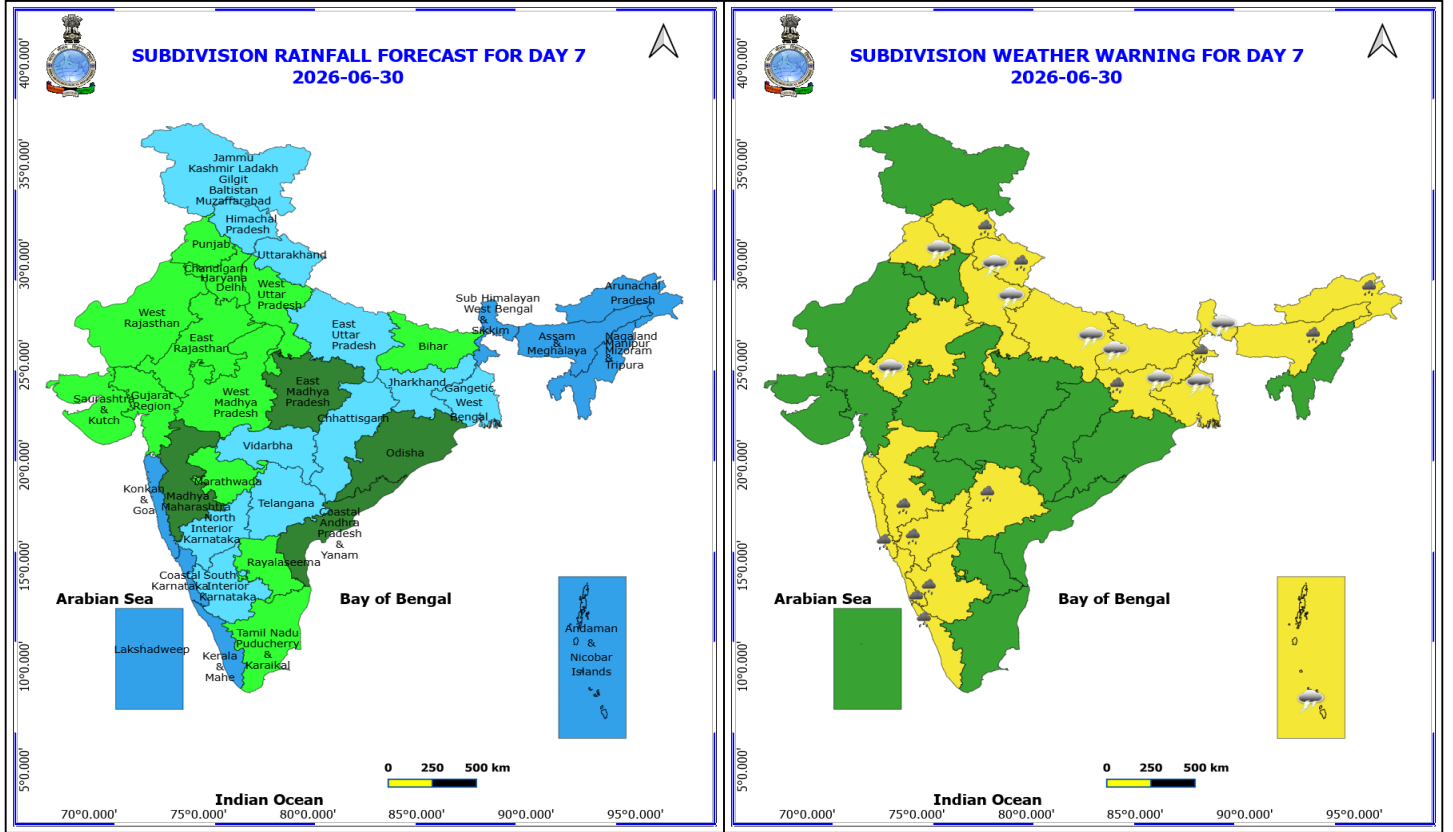 SUBDIVISION RAINFALL FORECAST FOR DAY 7
2026-06-30
40°0.000'
35°0.000'
30°0.000'
25°0.000'
20°0.000'
15°0.000'
10°0.000'
5°0.000'
Jammu
Kashmir Ladakh
Gilgit
Baltistan
Muzaffarabad
Himachal
Pradesh
Punjab
Uttarakhand
Chandigarh
Haryana
Delhi
West
Uttar
Pradesh
West
Rajasthan
East
Rajasthan
East
Uttar
Pradesh
Bihar
Sub Himalayan
West Bengal
&
Sikkim
Arunachal
Pradesh
Assam
&
Meghalaya
Nagaland
Manipur
Mizoram
&
Tripura
Saurashtra
&
Kutch
Gujarat
Region
West
Madhya
Pradesh
East
Madhya
Pradesh
Jharkhand
Gangetic
West
Bengal
Chhattisgarh
Vidarbha
Odisha
Konkan
&
Goa
Madhya
Maharashtra
Marathwada
Telangana
North
Interior
Karnataka
Coastal
Andhra
Pradesh
&
Yanam
Rayalaseema
Coastal
Karnataka
South
Interior
Karnataka
Tamil Nadu
Puducherry
&
Karaikal
Kerala
&
Mahe
Lakshadweep
Andaman
&
Nicobar
Islands
Arabian Sea
Bay of Bengal
0 250 500 km
Indian Ocean
70°0.000' 75°0.000' 80°0.000' 85°0.000' 90°0.000' 95°0.000'
SUBDIVISION WEATHER WARNING FOR DAY 7
2026-06-30
40°0.000'
35°0.000'
30°0.000'
25°0.000'
20°0.000'
15°0.000'
10°0.000'
5°0.000'
Arabian Sea
Bay of Bengal
0 250 500 km
Indian Ocean
70°0.000' 75°0.000' 80°0.000' 85°0.000' 90°0.000' 95°0.000'